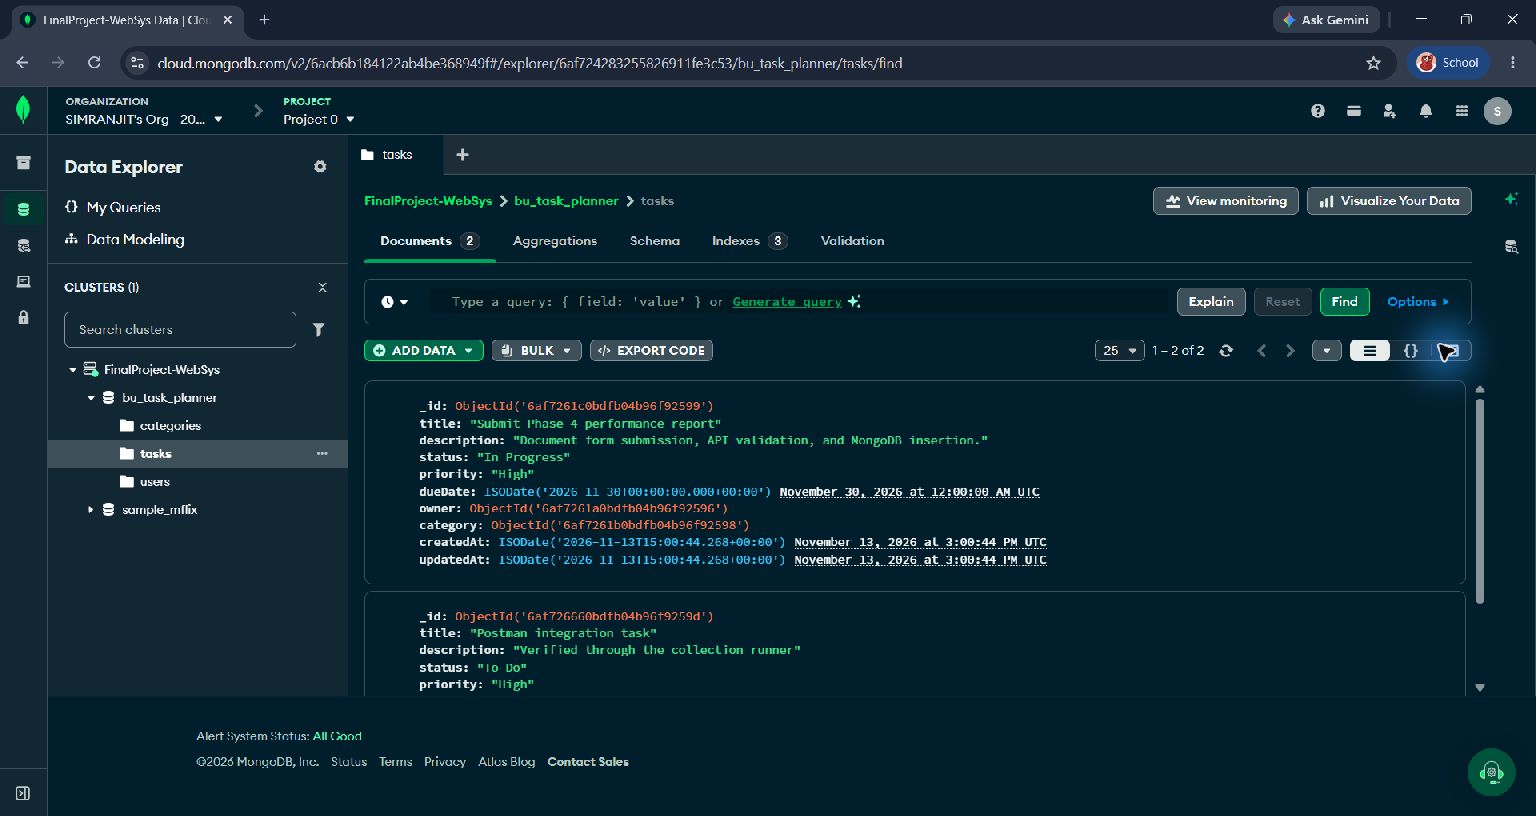 FinalProject-WebSys Data | Clou
Ask Gemini
cloud.mongodb.com/v2/6acb6b184122ab4be368949f#/explorer/6af724283255826911fe3c53/bu_task_planner/tasks/find
School
ORGANIZATION
SIMRANJIT's Org 20...
PROJECT
Project 0
S
Data Explorer
My Queries
Data Modeling
CLUSTERS (1)
Search clusters
FinalProject-WebSys
bu_task_planner
categories
tasks
users
sample_mflix
tasks
FinalProject-WebSys > bu_task_planner > tasks
View monitoring
Visualize Your Data
Documents 2
Aggregations
Schema
Indexes 3
Validation
Type a query: { field: 'value' } or Generate query
Explain
Reset
Find
Options
ADD DATA
BULK
EXPORT CODE
25
1 – 2 of 2
_id: ObjectId('6af7261c0bdfb04b96f92599')
title: "Submit Phase 4 performance report"
description: "Document form submission, API validation, and MongoDB insertion."
status: "In Progress"
priority: "High"
dueDate: ISODate('2026-11-30T00:00:00.000+00:00') November 30, 2026 at 12:00:00 AM UTC
owner: ObjectId('6af7261a0bdfb04b96f92596')
category: ObjectId('6af7261b0bdfb04b96f92598')
createdAt: ISODate('2026-11-13T15:00:44.268+00:00') November 13, 2026 at 3:00:44 PM UTC
updatedAt: ISODate('2026-11-13T15:00:44.268+00:00') November 13, 2026 at 3:00:44 PM UTC
_id: ObjectId('6af726660bdfb04b96f9259d')
title: "Postman integration task"
description: "Verified through the collection runner"
status: "To Do"
priority: "High"
Alert System Status: All Good
©2026 MongoDB, Inc. Status Terms Privacy Atlas Blog Contact Sales